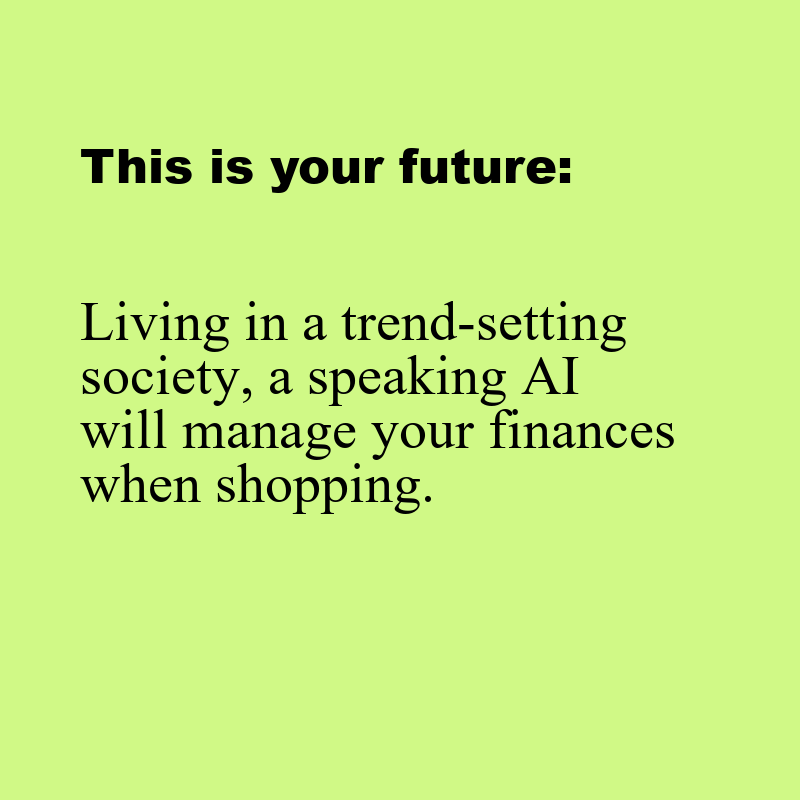 This is your future:
Living in a trend-setting
society, a speaking AI
will manage your finances
when shopping.